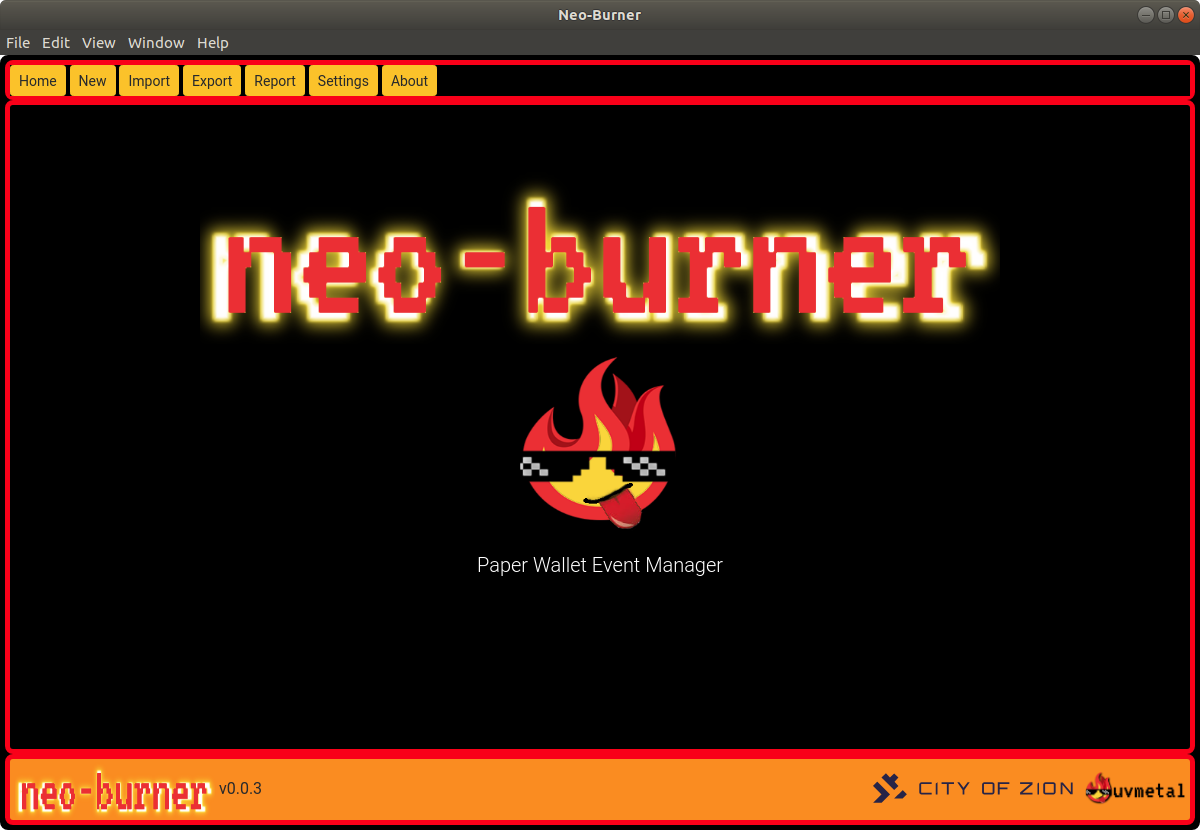 Neo-Burner
File Edit View Window Help
Home New Import Export Report Settings About
neo-burner
Paper Wallet Event Manager
neo-burner v0.0.3 CITY OF ZION uvmetal